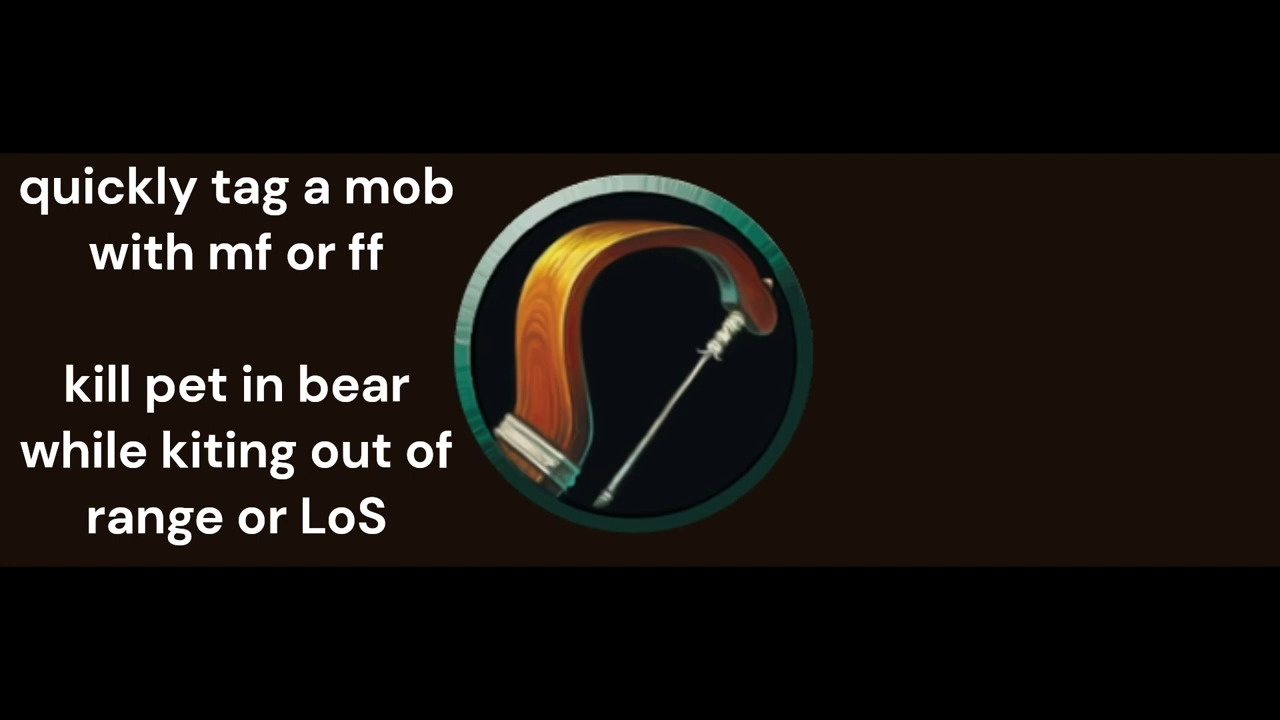 quickly tag a mob
with mf or ff
kill pet in bear
while kiting out of
range or LoS